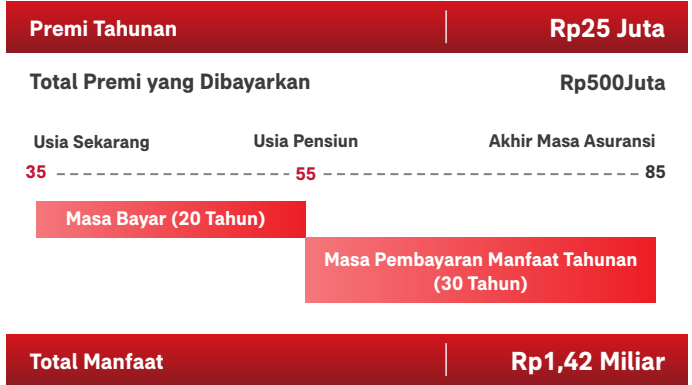 Premi Tahunan Rp25 Juta
Total Premi yang Dibayarkan Rp500Juta
Usia Sekarang Usia Pensiun Akhir Masa Asuransi
35 55 85
Masa Bayar (20 Tahun)
Masa Pembayaran Manfaat Tahunan
(30 Tahun)
Total Manfaat Rp1,42 Miliar